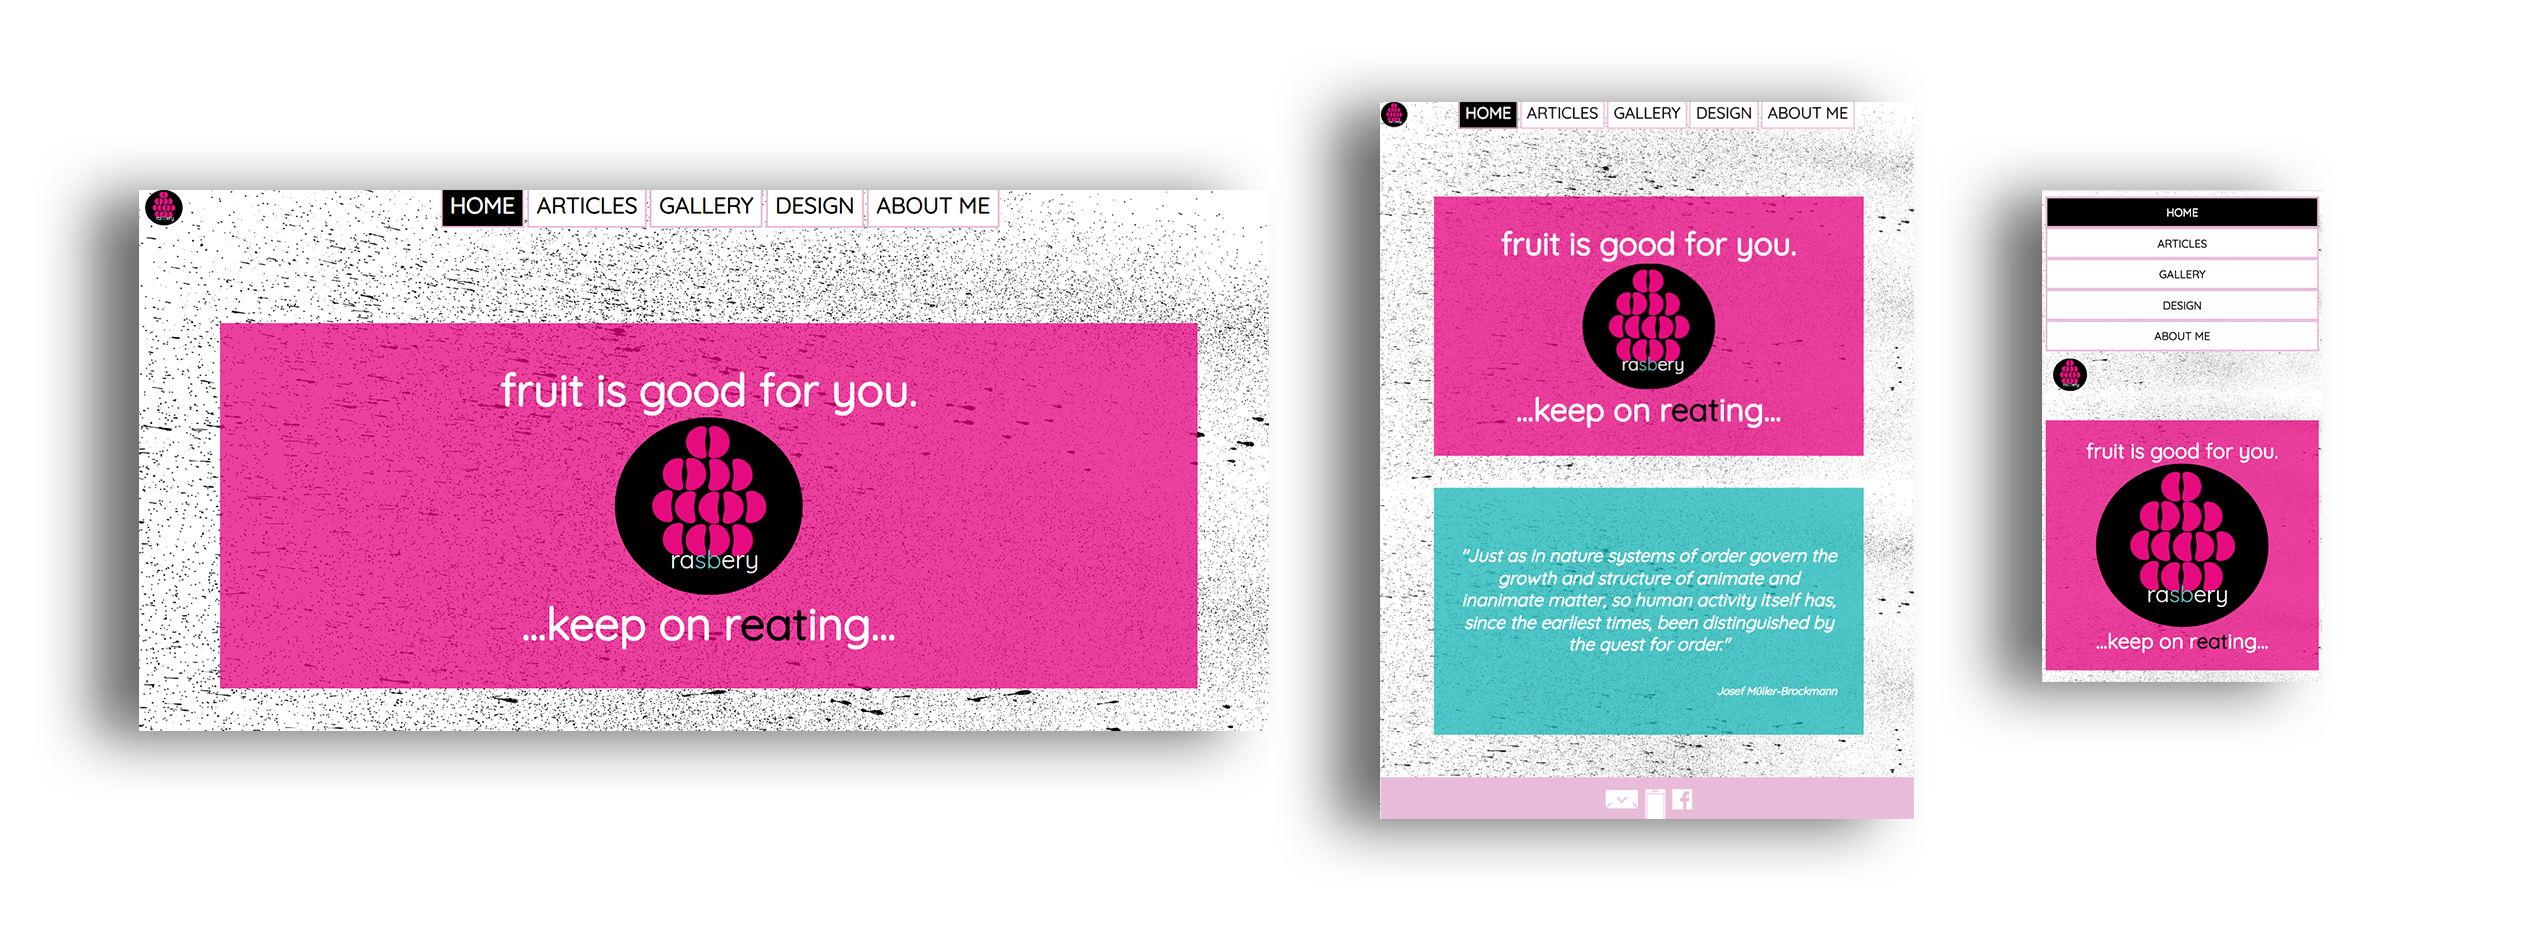 HOME ARTICLES GALLERY DESIGN ABOUT ME
fruit is good for you.
rasbery
...keep on reating...
HOME ARTICLES GALLERY DESIGN ABOUT ME
fruit is good for you.
rasbery
...keep on reating...
"Just as in nature systems of order govern the
growth and structure of animate and
inanimate matter, so human activity itself has,
since the earliest times, been distinguished by
the quest for order."
Josef Müller-Brockmann
HOME
ARTICLES
GALLERY
DESIGN
ABOUT ME
fruit is good for you.
rasbery
...keep on reating...